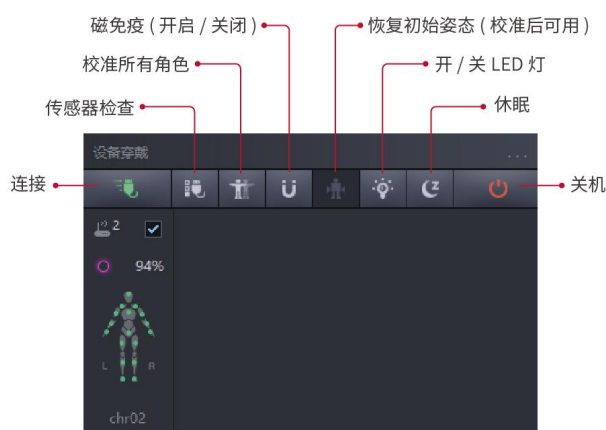 磁免疫 ( 开启 / 关闭 )
恢复初始姿态 ( 校准后可用 )
校准所有角色
开 / 关 LED 灯
传感器检查
休眠
设备穿戴
...
连接
关机
2
94%
L
R
chr02